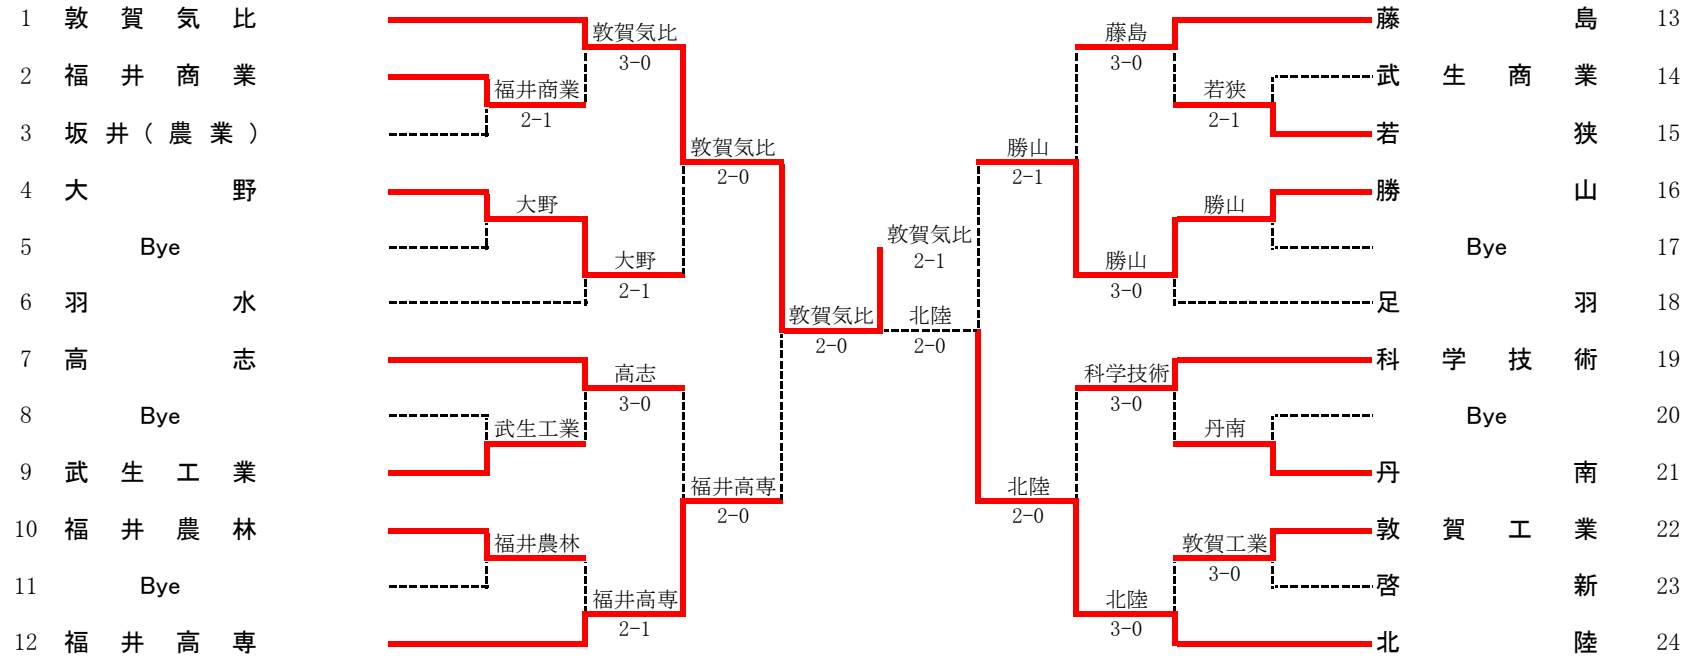 1 敦賀気比 藤島 13
敦賀気比 藤島
3-0 3-0
2 福井商業 武生商業 14
福井商業 若狭
2-1 2-1
3 坂井(農業) 若狭 15
敦賀気比 勝山
2-0 2-1
4 大野 勝山 16
大野 勝山
敦賀気比
5 Bye Bye 17
大野 2-1 勝山
2-1 3-0
6 羽水 足羽 18
敦賀気比 北陸
2-0 2-0
7 高志 科学技術 19
高志 科学技術
3-0 3-0
8 Bye Bye 20
武生工業 丹南
9 武生工業 丹南 21
福井高専 北陸
2-0 2-0
10 福井農林 敦賀工業 22
福井農林 敦賀工業
3-0
11 Bye 啓新 23
福井高専 北陸
2-1 3-0
12 福井高専 北陸 24